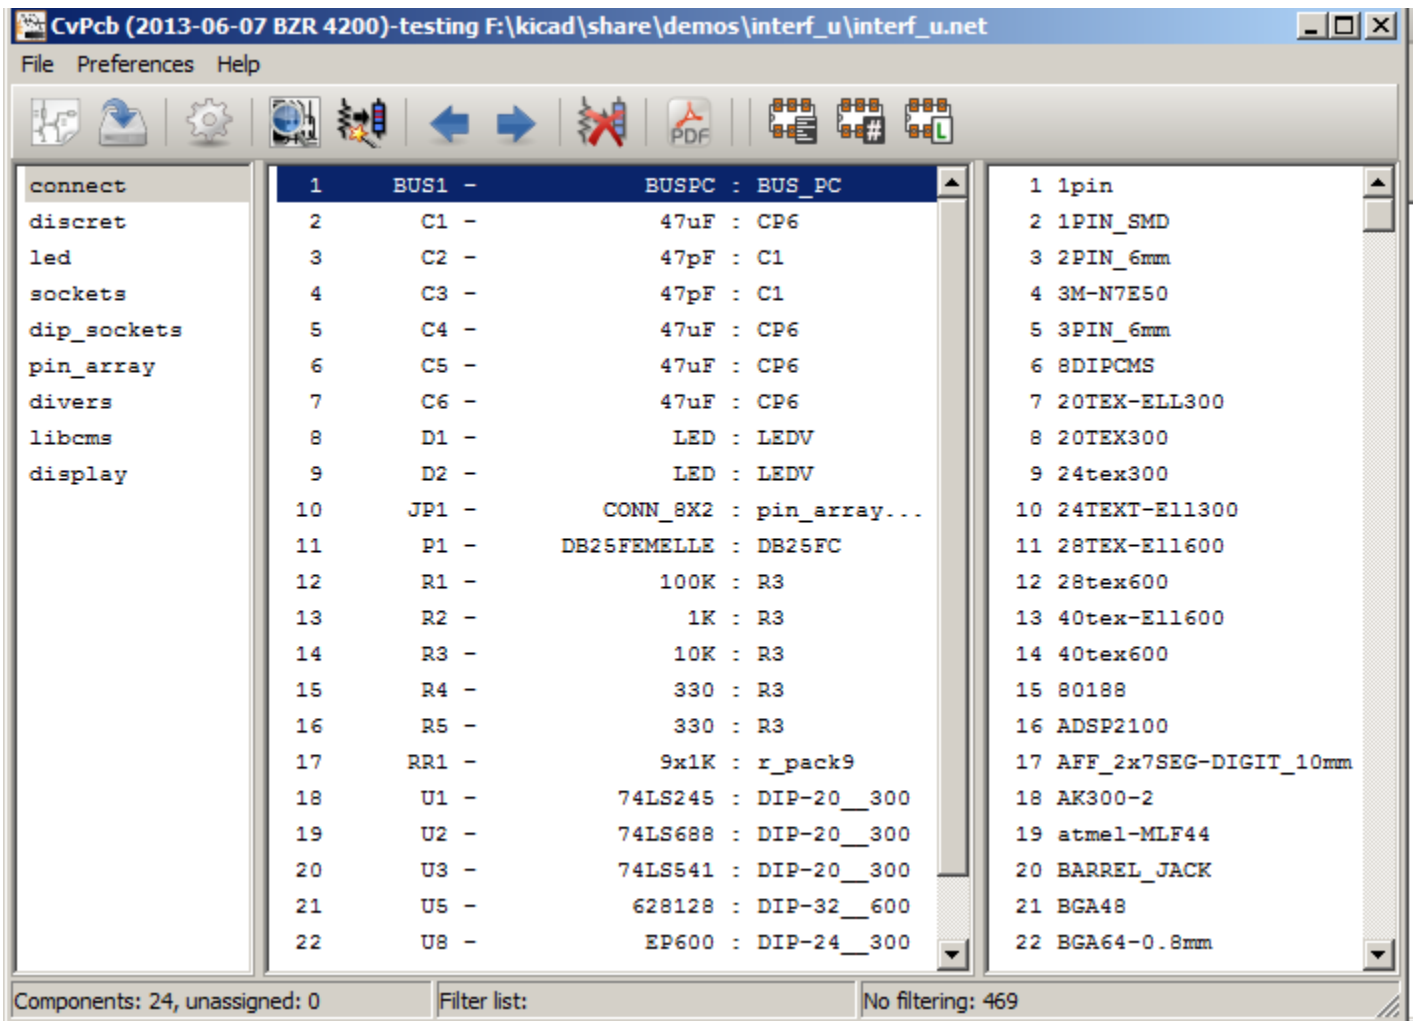 CvPcb (2013-06-07 BZR 4200)-testing F:\kicad\share\demos\interf_u\interf_u.net
File Preferences Help
PDF
#
L
connect
discret
led
sockets
dip_sockets
pin_array
divers
libcms
display
1 BUS1 - BUSPC : BUS_PC
2 C1 - 47uF : CP6
3 C2 - 47pF : C1
4 C3 - 47pF : C1
5 C4 - 47uF : CP6
6 C5 - 47uF : CP6
7 C6 - 47uF : CP6
8 D1 - LED : LEDV
9 D2 - LED : LEDV
10 JP1 - CONN_8X2 : pin_array...
11 P1 - DB25FEMELLE : DB25FC
12 R1 - 100K : R3
13 R2 - 1K : R3
14 R3 - 10K : R3
15 R4 - 330 : R3
16 R5 - 330 : R3
17 RR1 - 9x1K : r_pack9
18 U1 - 74LS245 : DIP-20__300
19 U2 - 74LS688 : DIP-20__300
20 U3 - 74LS541 : DIP-20__300
21 U5 - 628128 : DIP-32__600
22 U8 - EP600 : DIP-24__300
1 1pin
2 1PIN_SMD
3 2PIN_6mm
4 3M-N7E50
5 3PIN_6mm
6 8DIPCMS
7 20TEX-ELL300
8 20TEX300
9 24tex300
10 24TEXT-Ell300
11 28TEX-Ell600
12 28tex600
13 40tex-Ell600
14 40tex600
15 80188
16 ADSP2100
17 AFF_2x7SEG-DIGIT_10mm
18 AK300-2
19 atmel-MLF44
20 BARREL_JACK
21 BGA48
22 BGA64-0.8mm
Components: 24, unassigned: 0
Filter list:
No filtering: 469